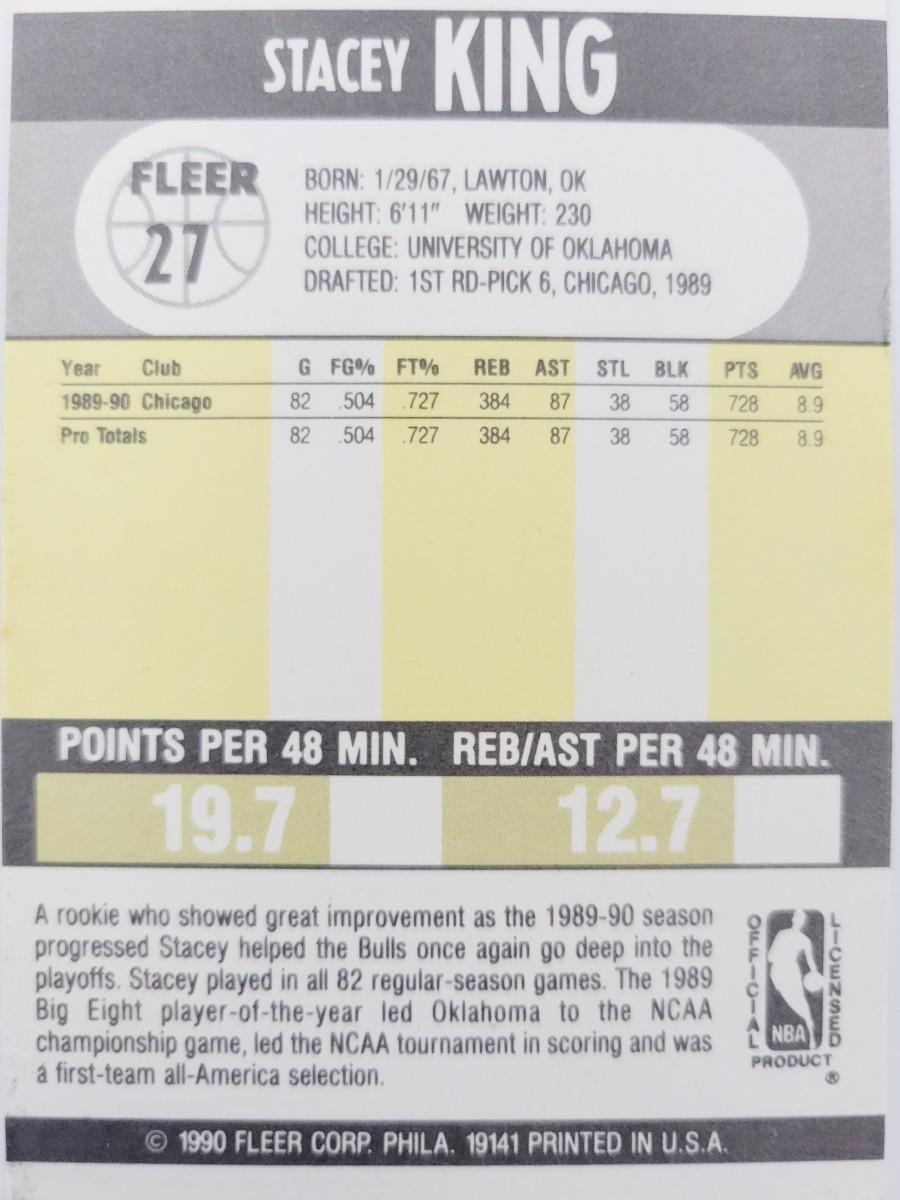 STACEY KING
FLEER
27
BORN: 1/29/67, LAWTON, OK
HEIGHT: 6'11" WEIGHT: 230
COLLEGE: UNIVERSITY OF OKLAHOMA
DRAFTED: 1ST RD-PICK 6, CHICAGO, 1989
Year Club G FG% FT% REB AST STL BLK PTS AVG
1989-90 Chicago 82 .504 .727 384 87 38 58 728 8.9
Pro Totals 82 .504 .727 384 87 38 58 728 8.9
POINTS PER 48 MIN. REB/AST PER 48 MIN.
19.7 12.7
A rookie who showed great improvement as the 1989-90 season
progressed Stacey helped the Bulls once again go deep into the
playoffs. Stacey played in all 82 regular-season games. The 1989
Big Eight player-of-the-year led Oklahoma to the NCAA
championship game, led the NCAA tournament in scoring and was
a first-team all-America selection.
OFFICIAL
LICENSED
NBA
PRODUCT
®
© 1990 FLEER CORP. PHILA. 19141 PRINTED IN U.S.A.